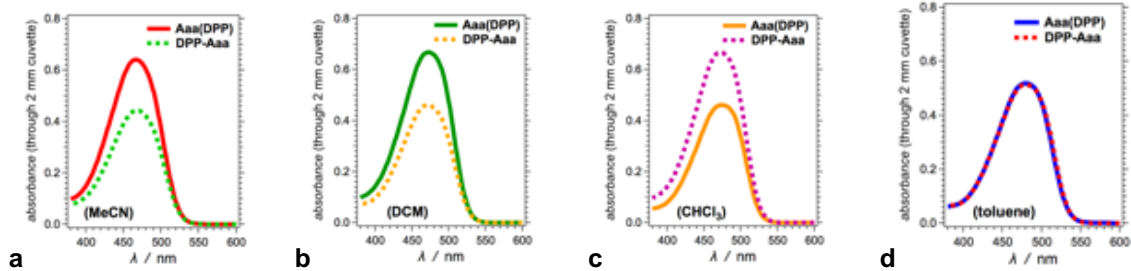 absorbance (through 2 mm cuvette)
0.8
0.6
0.4
0.2
0.0
Aaa(DPP)
DPP-Aaa
(MeCN)
400 450 500 550 600
λ / nm
a
absorbance (through 2 mm cuvette)
0.8
0.6
0.4
0.2
0.0
Aaa(DPP)
DPP-Aaa
(DCM)
400 450 500 550 600
λ / nm
b
absorbance (through 2 mm cuvette)
0.8
0.6
0.4
0.2
0.0
Aaa(DPP)
DPP-Aaa
(CHCl₃)
400 450 500 550 600
λ / nm
c
absorbance (through 2 mm cuvette)
0.8
0.6
0.4
0.2
0.0
Aaa(DPP)
DPP-Aaa
(toluene)
400 450 500 550 600
λ / nm
d